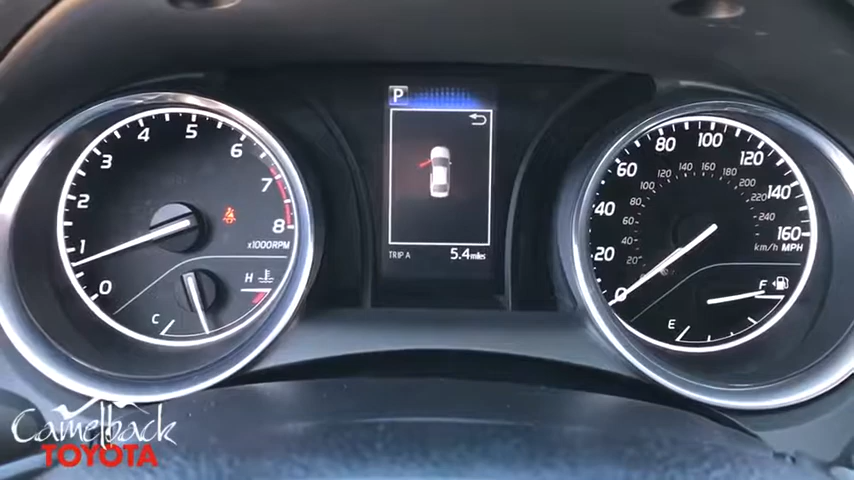 P
0 1 2 3 4 5 6 7 8
x1000RPM
C H
TRIP A 5.4 miles
0 20 40 60 80 100 120 140 160
MPH
20 40 60 80 100 120 140 160 180 200 220 240
km/h
E F
Camelback
TOYOTA